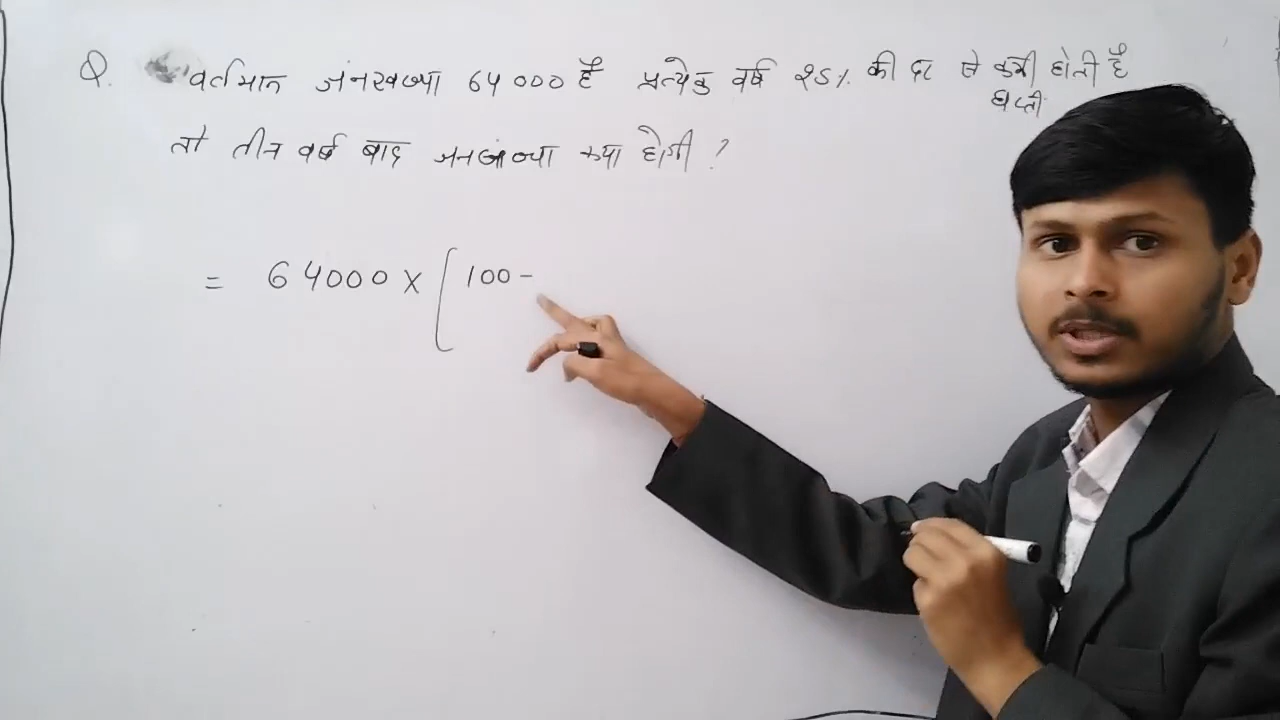 Q. वर्तमान जनसंख्या 64000 है प्रत्येक वर्ष 25% की दर से कमी होती है
घटती
तो तीन वर्ष बाद जनसंख्या क्या होगी ?
= 64000 x [ 100 -